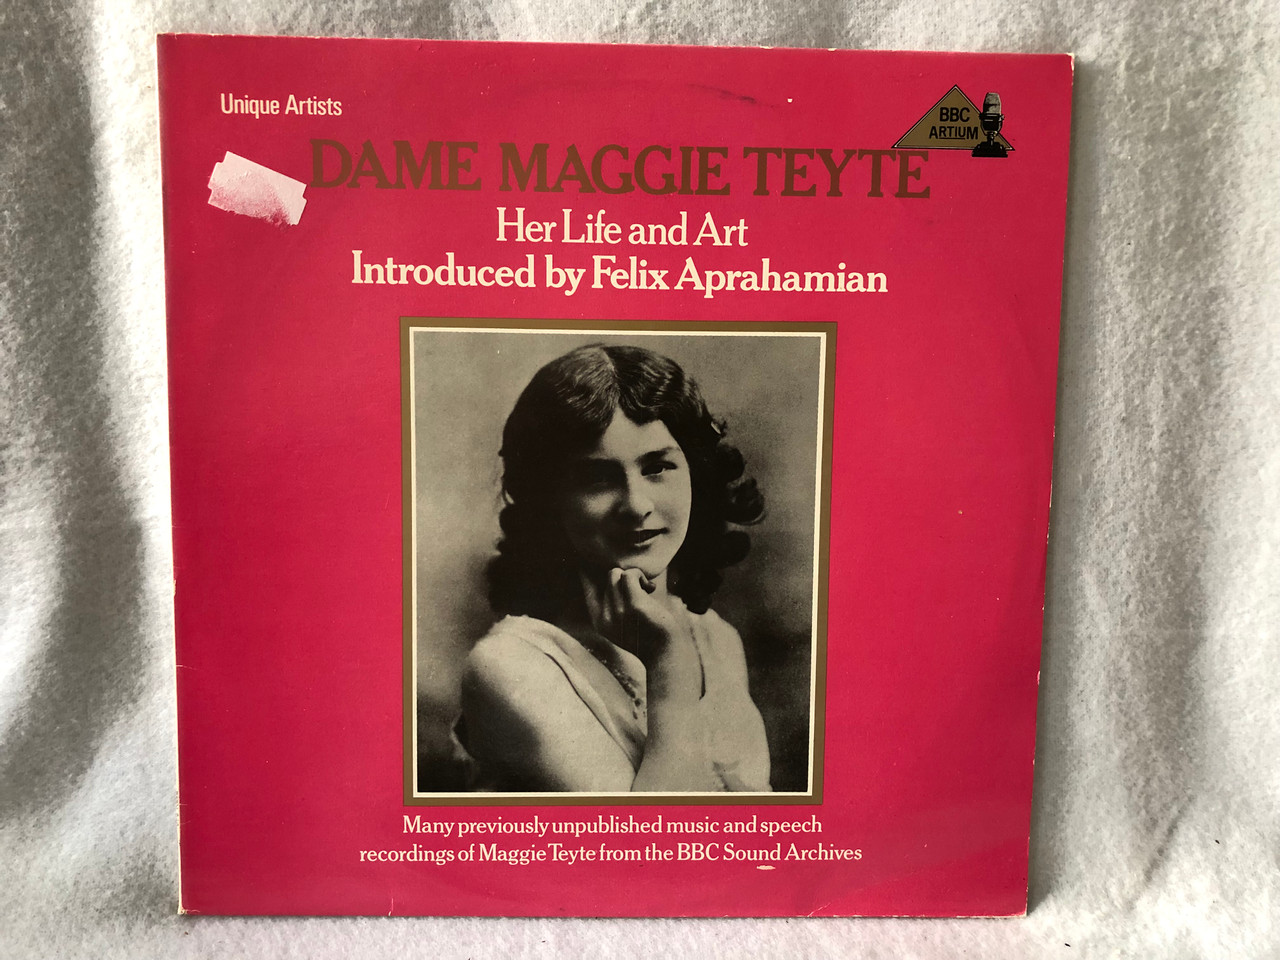 Unique Artists
BBC
ARTIUM
DAME MAGGIE TEYTE
Her Life and Art
Introduced by Felix Aprahamian
Many previously unpublished music and speech
recordings of Maggie Teyte from the BBC Sound Archives